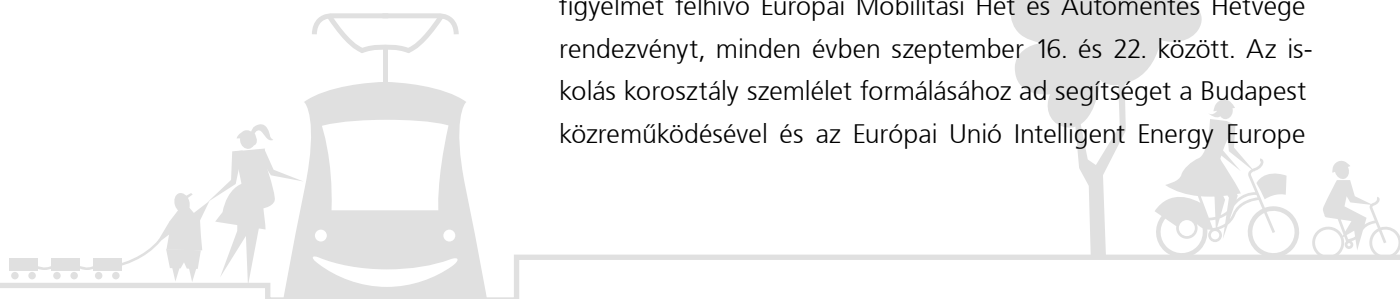 figyelmet felhívó Európai Mobilitási Hét és Autómentes Hétvége
rendezvényt, minden évben szeptember 16. és 22. között. Az is-
kolás korosztály szemlélet formálásához ad segítséget a Budapest
közreműködésével és az Európai Unió Intelligent Energy Europe